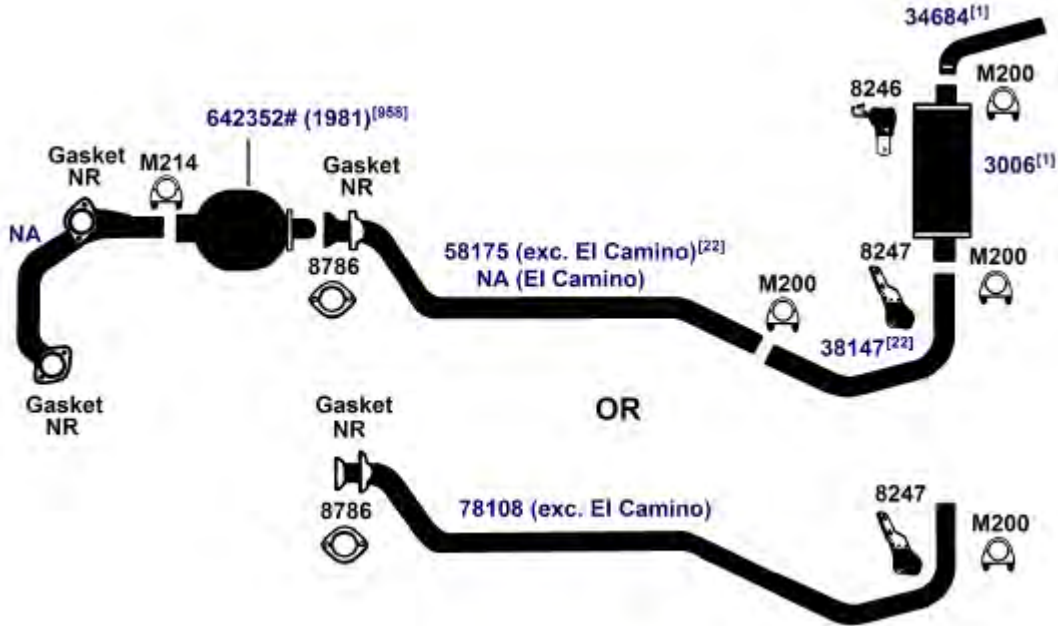 34684[1]
M200
8246
642352# (1981)[958]
3006[1]
Gasket
NR
M214
Gasket
NR
NA
8786
58175 (exc. El Camino)[22]
NA (El Camino)
8247
M200
M200
38147[22]
Gasket
NR
Gasket
NR
OR
8786
78108 (exc. El Camino)
8247
M200